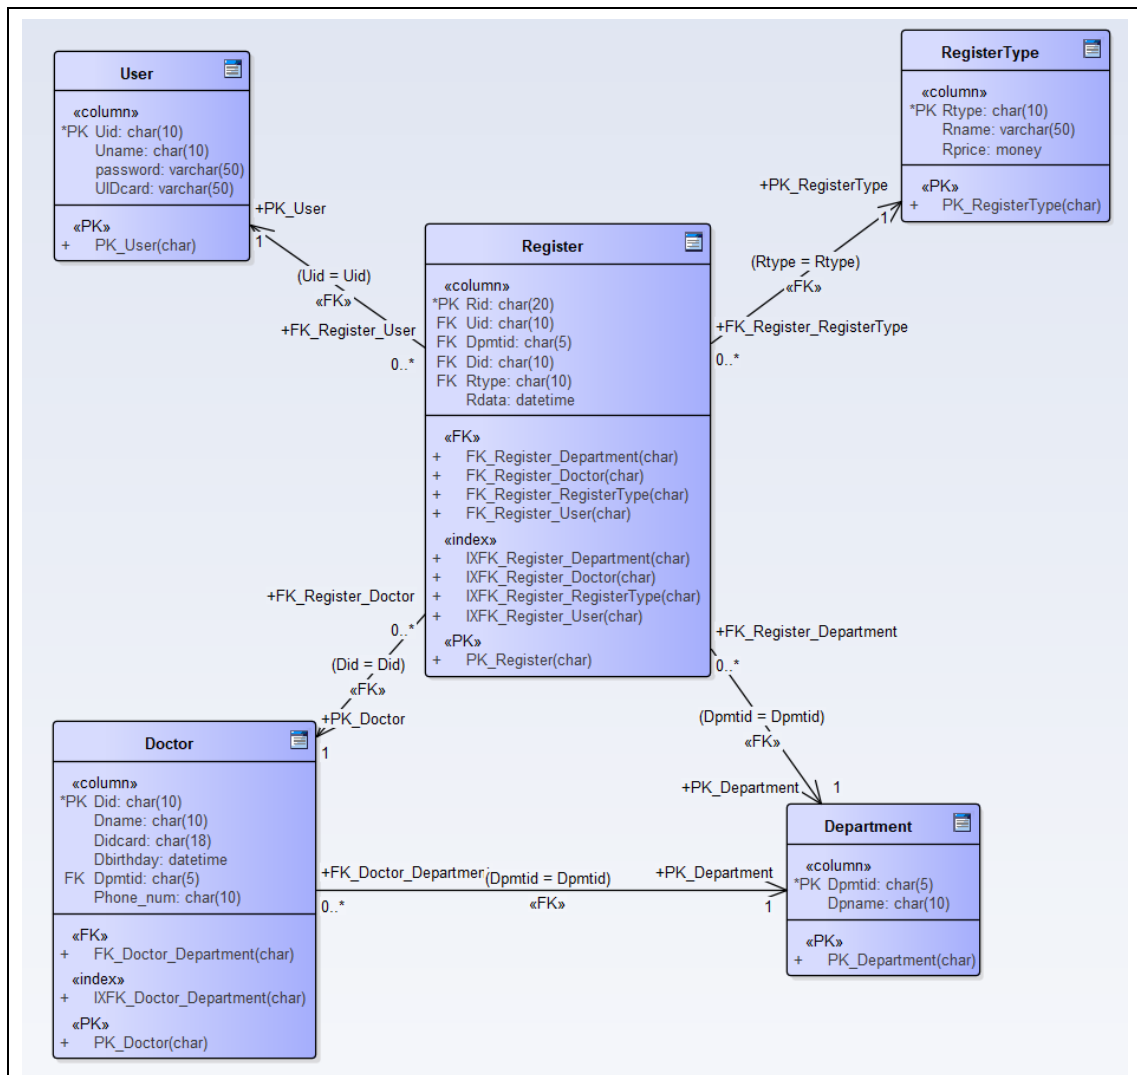 User
«column»
*PK Uid: char(10)
Uname: char(10)
password: varchar(50)
UIDcard: varchar(50)
«PK»
+ PK_User(char)
RegisterType
«column»
*PK Rtype: char(10)
Rname: varchar(50)
Rprice: money
«PK»
+ PK_RegisterType(char)
+PK_User
1
(Uid = Uid)
«FK»
+FK_Register_User
0..*
+PK_RegisterType
1
(Rtype = Rtype)
«FK»
+FK_Register_RegisterType
0..*
Register
«column»
*PK Rid: char(20)
FK Uid: char(10)
FK Dpmtid: char(5)
FK Did: char(10)
FK Rtype: char(10)
Rdata: datetime
«FK»
+ FK_Register_Department(char)
+ FK_Register_Doctor(char)
+ FK_Register_RegisterType(char)
+ FK_Register_User(char)
«index»
+ IXFK_Register_Department(char)
+ IXFK_Register_Doctor(char)
+ IXFK_Register_RegisterType(char)
+ IXFK_Register_User(char)
«PK»
+ PK_Register(char)
+FK_Register_Doctor
0..*
(Did = Did)
«FK»
+PK_Doctor
1
+FK_Register_Department
0..*
(Dpmtid = Dpmtid)
«FK»
+PK_Department
1
Doctor
«column»
*PK Did: char(10)
Dname: char(10)
Didcard: char(18)
Dbirthday: datetime
FK Dpmtid: char(5)
Phone_num: char(10)
«FK»
+ FK_Doctor_Department(char)
«index»
+ IXFK_Doctor_Department(char)
«PK»
+ PK_Doctor(char)
+FK_Doctor_Department
(Dpmtid = Dpmtid)
+PK_Department
0..*
«FK»
1
Department
«column»
*PK Dpmtid: char(5)
Dpname: char(10)
«PK»
+ PK_Department(char)